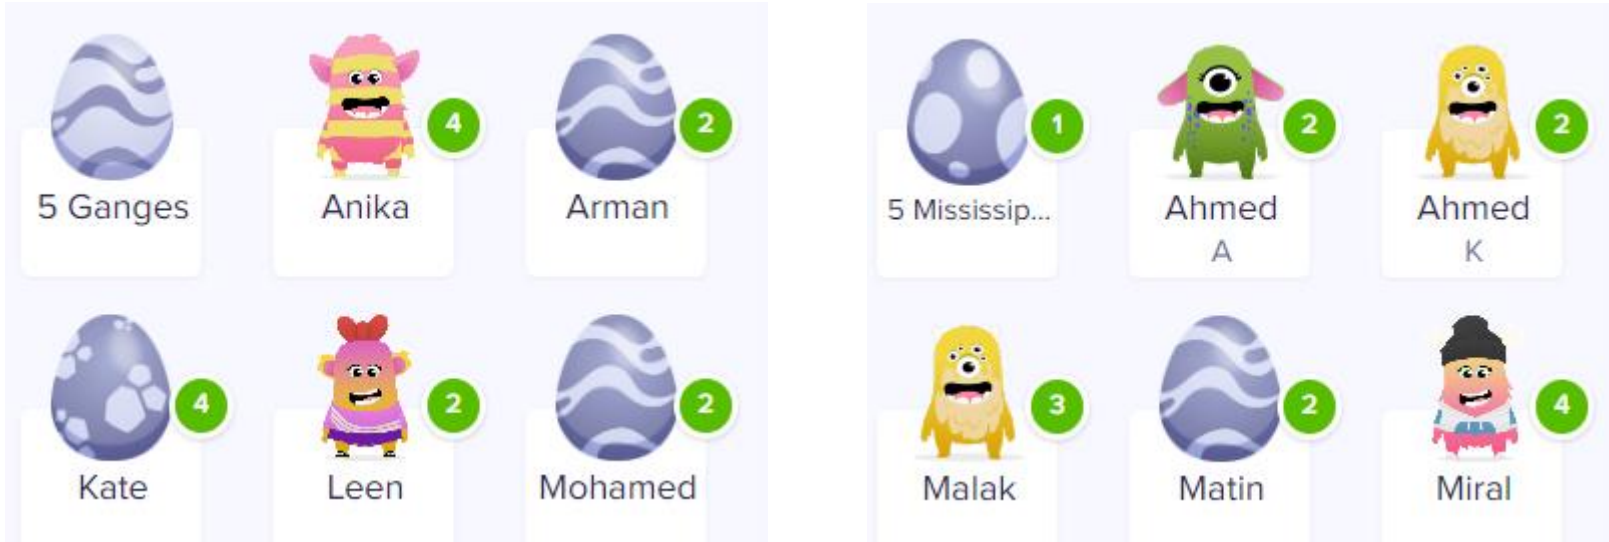 4
2
5 Ganges
Anika
Arman
4
2
2
Kate
Leen
Mohamed
1
2
2
5 Mississip...
Ahmed
A
Ahmed
K
3
2
4
Malak
Matin
Miral